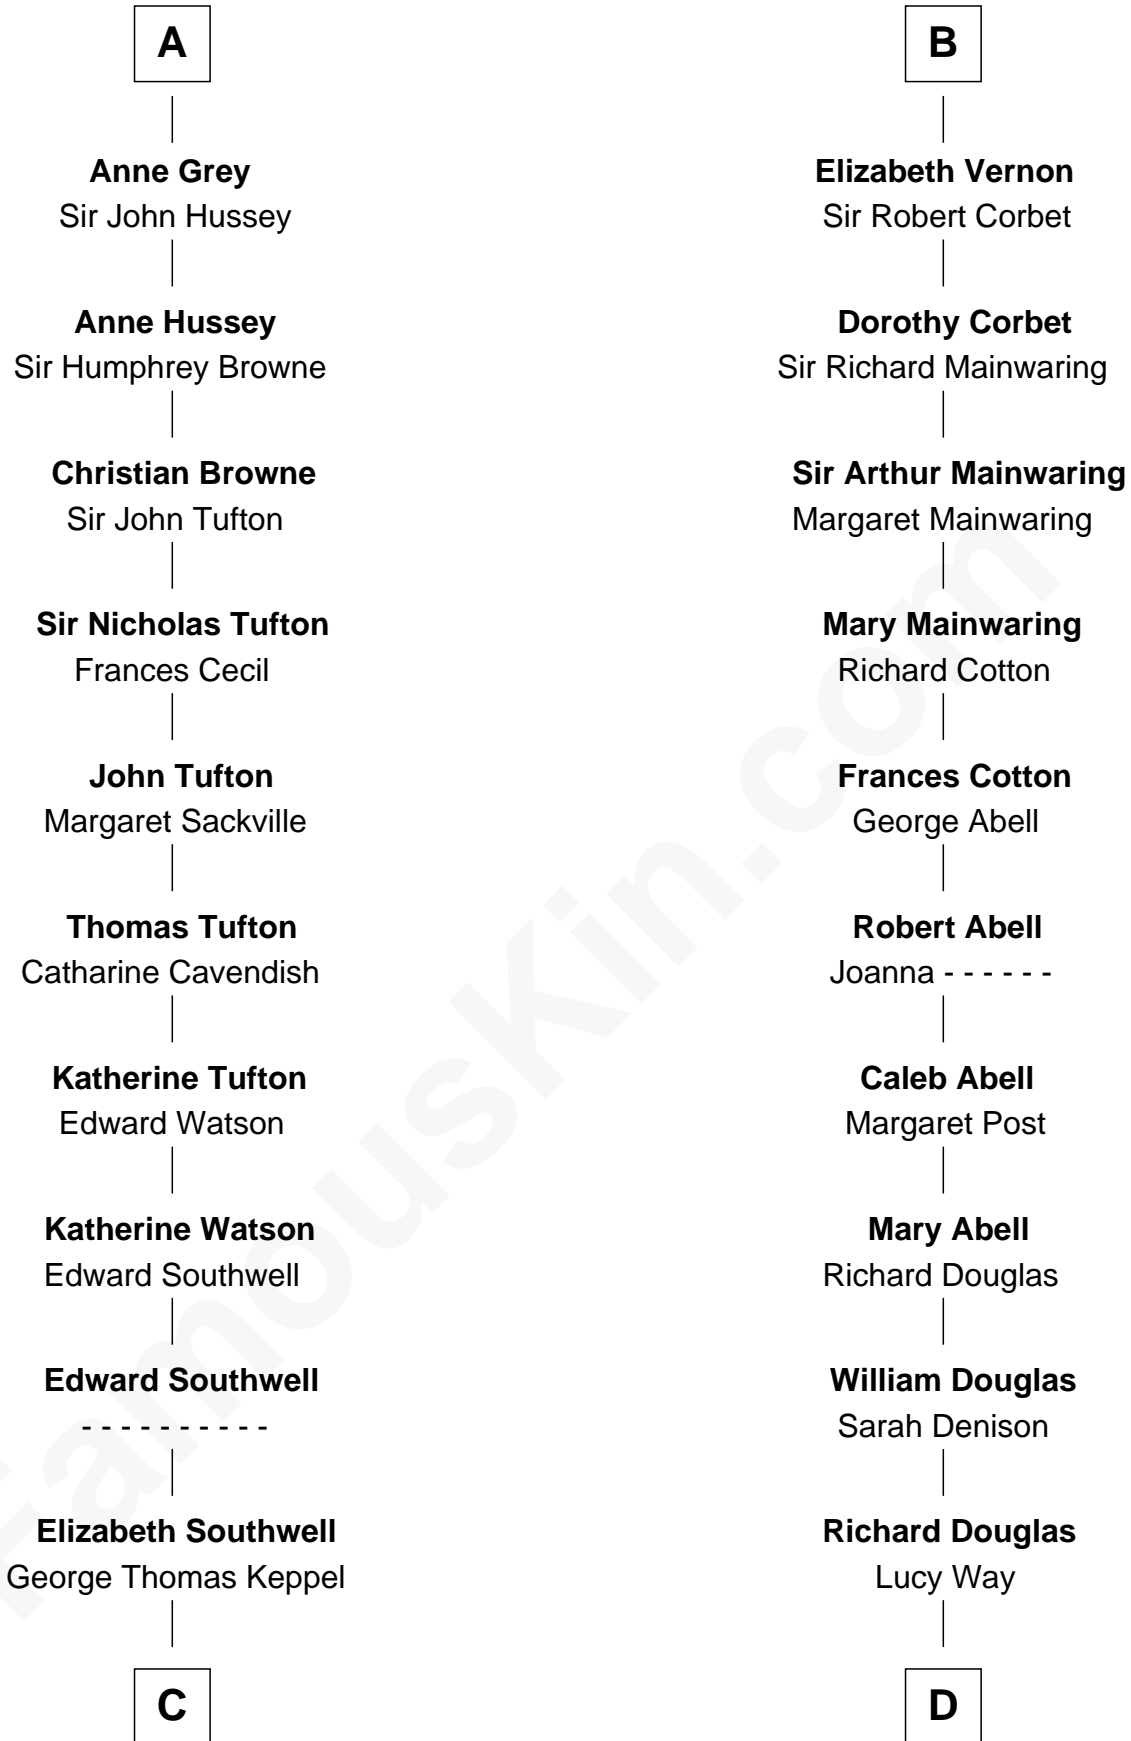 A
Anne Grey
Sir John Hussey
Anne Hussey
Sir Humphrey Browne
Christian Browne
Sir John Tufton
Sir Nicholas Tufton
Frances Cecil
John Tufton
Margaret Sackville
Thomas Tufton
Catharine Cavendish
Katherine Tufton
Edward Watson
Katherine Watson
Edward Southwell
Edward Southwell
- - - - - - - - - -
Elizabeth Southwell
George Thomas Keppel
C
B
Elizabeth Vernon
Sir Robert Corbet
Dorothy Corbet
Sir Richard Mainwaring
Sir Arthur Mainwaring
Margaret Mainwaring
Mary Mainwaring
Richard Cotton
Frances Cotton
George Abell
Robert Abell
Joanna - - - - - -
Caleb Abell
Margaret Post
Mary Abell
Richard Douglas
William Douglas
Sarah Denison
Richard Douglas
Lucy Way
D
FamousKin.com